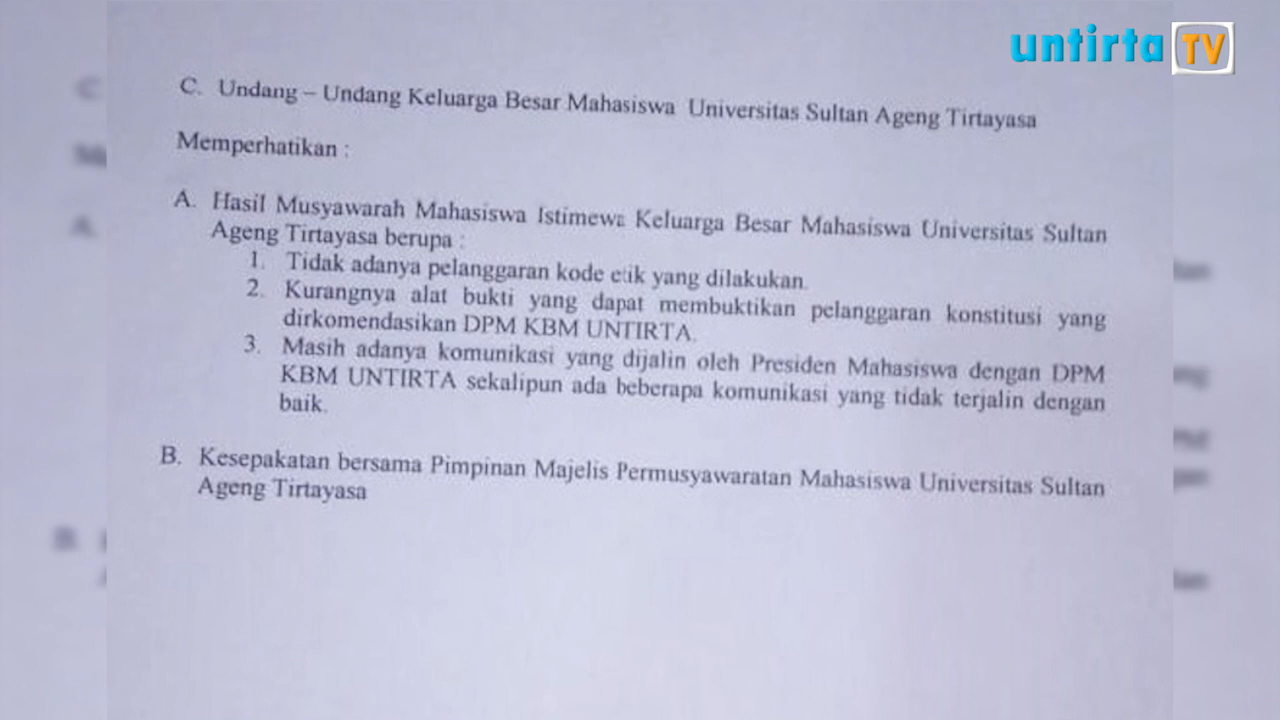 untirta TV
C. Undang – Undang Keluarga Besar Mahasiswa Universitas Sultan Ageng Tirtayasa
Memperhatikan :
A. Hasil Musyawarah Mahasiswa Istimewa Keluarga Besar Mahasiswa Universitas Sultan
Ageng Tirtayasa berupa :
1. Tidak adanya pelanggaran kode etik yang dilakukan.
2. Kurangnya alat bukti yang dapat membuktikan pelanggaran konstitusi yang
dirkomendasikan DPM KBM UNTIRTA.
3. Masih adanya komunikasi yang dijalin oleh Presiden Mahasiswa dengan DPM
KBM UNTIRTA sekalipun ada beberapa komunikasi yang tidak terjalin dengan
baik.
B. Kesepakatan bersama Pimpinan Majelis Permusyawaratan Mahasiswa Universitas Sultan
Ageng Tirtayasa